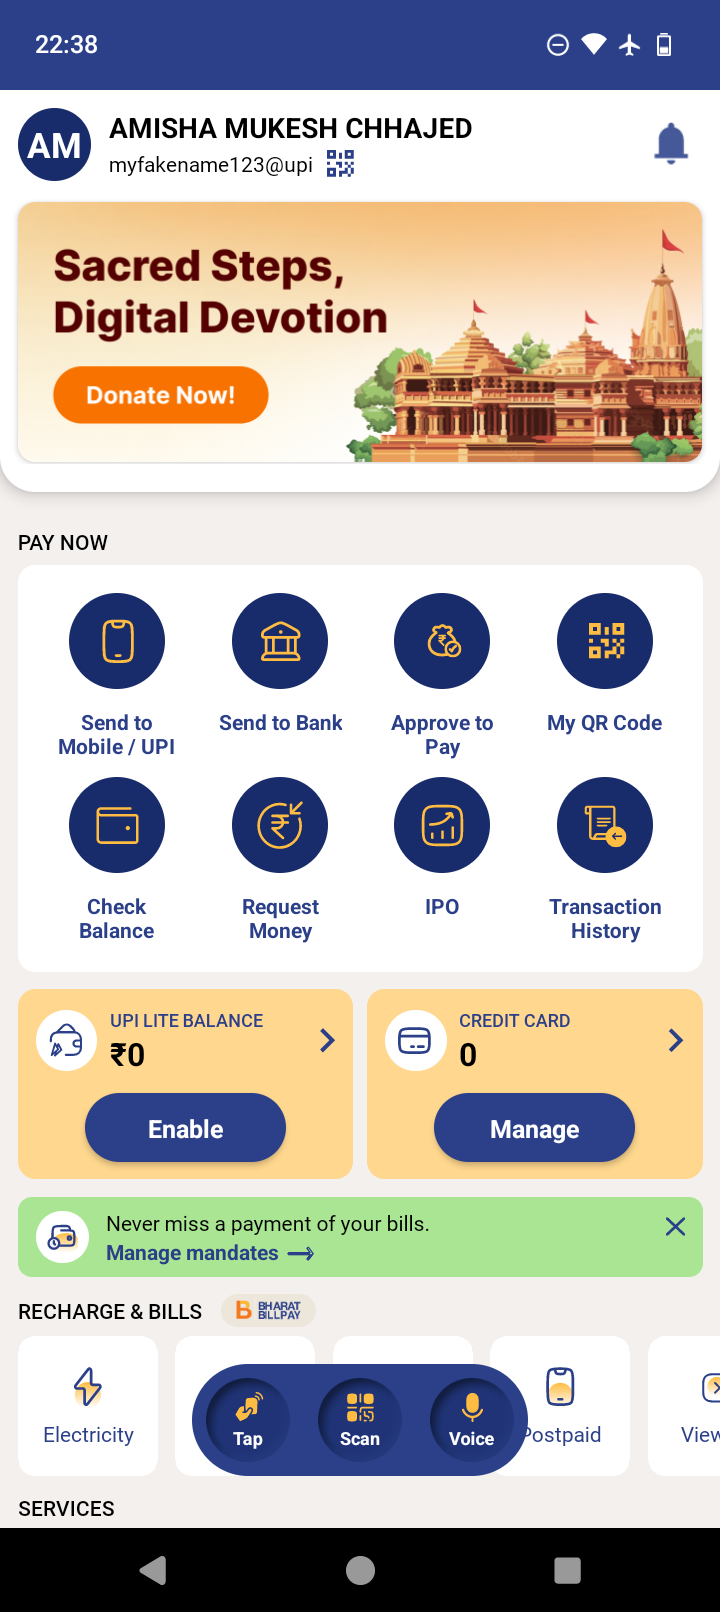 22:38
AM
AMISHA MUKESH CHHAJED
myfakename123@upi
Sacred Steps,
Digital Devotion
Donate Now!
PAY NOW
Send to
Mobile / UPI
Send to Bank
Approve to
Pay
My QR Code
Check
Balance
Request
Money
IPO
Transaction
History
UPI LITE BALANCE
₹0
Enable
CREDIT CARD
0
Manage
Never miss a payment of your bills.
Manage mandates
RECHARGE & BILLS
B BHARAT
BILLPAY
Electricity
Postpaid
View
Tap
Scan
Voice
SERVICES